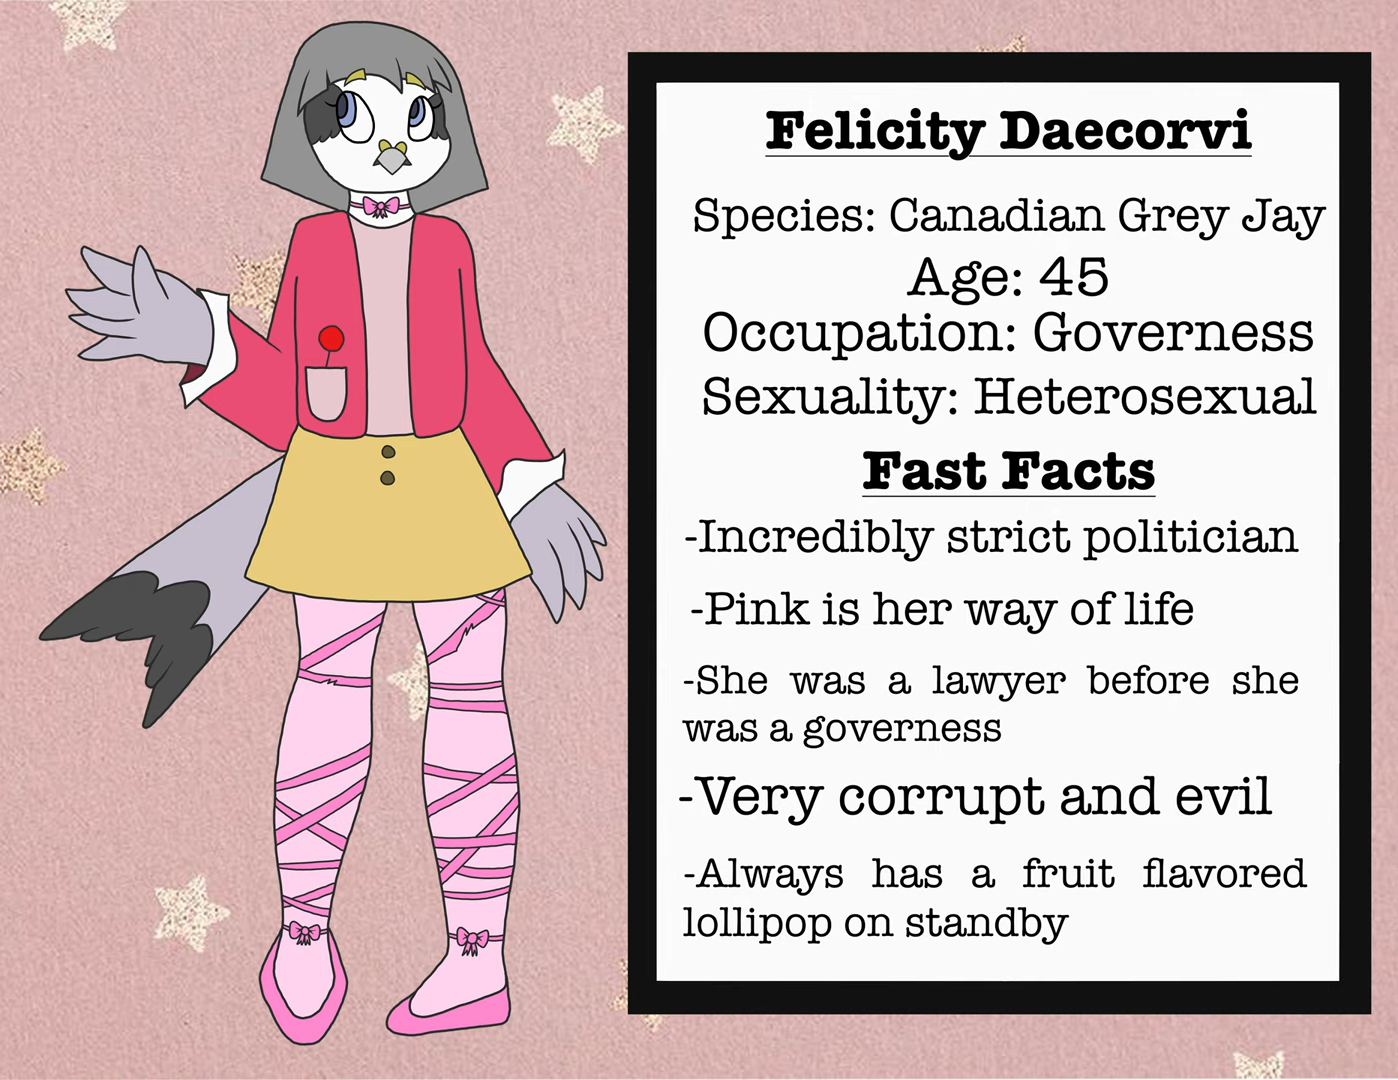 Felicity Daecorvi
Species: Canadian Grey Jay
Age: 45
Occupation: Governess
Sexuality: Heterosexual
Fast Facts
-Incredibly strict politician
-Pink is her way of life
-She was a lawyer before she
was a governess
-Very corrupt and evil
-Always has a fruit flavored
lollipop on standby